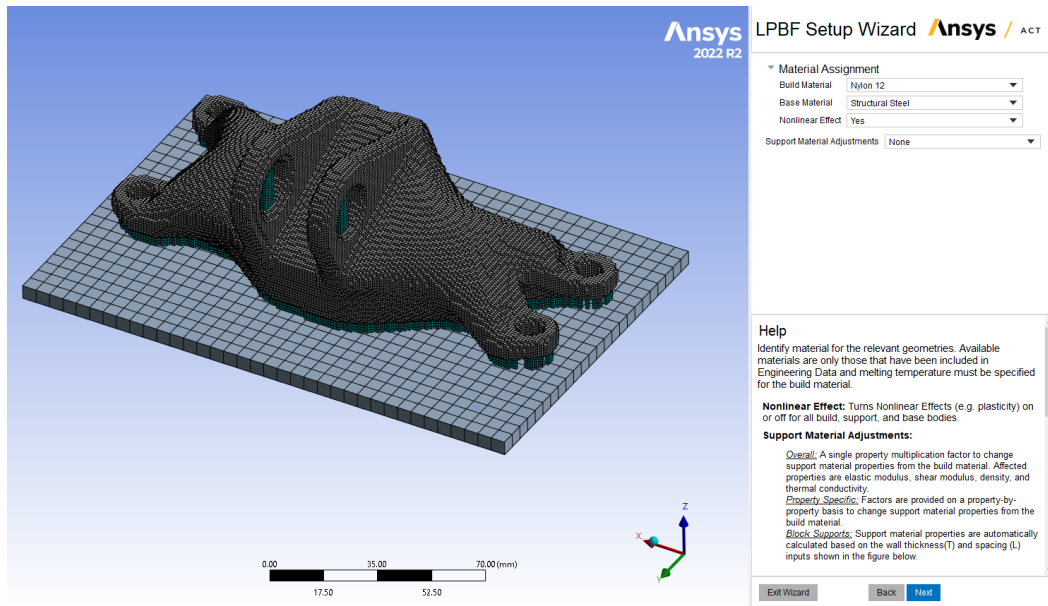 Ansys
2022 R2
0.00 35.00 70.00 (mm)
17.50 52.50
X
Y
Z
LPBF Setup Wizard Ansys / ACT
Material Assignment
Build Material Nylon 12
Base Material Structural Steel
Nonlinear Effect Yes
Support Material Adjustments None
Help
Identify material for the relevant geometries. Available
materials are only those that have been included in
Engineering Data and melting temperature must be specified
for the build material.
Nonlinear Effect: Turns Nonlinear Effects (e.g. plasticity) on
or off for all build, support, and base bodies.
Support Material Adjustments:
Overall: A single property multiplication factor to change
support material properties from the build material. Affected
properties are elastic modulus, shear modulus, density, and
thermal conductivity.
Property Specific: Factors are provided on a property-by-
property basis to change support material properties from the
build material.
Block Supports: Support material properties are automatically
calculated based on the wall thickness(T) and spacing (L)
inputs shown in the figure below.
Exit Wizard Back Next